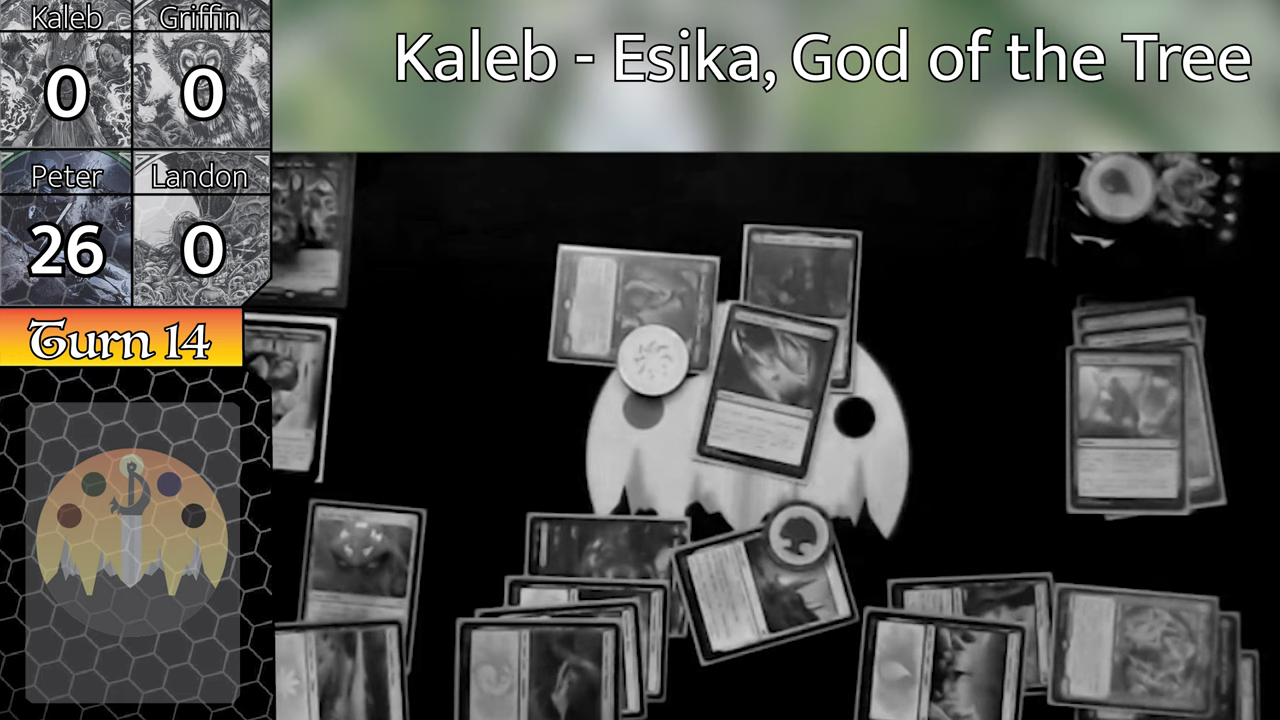 Kaleb
Griffin
0
0
Peter
Landon
26
0
Turn 14
Kaleb - Esika, God of the Tree